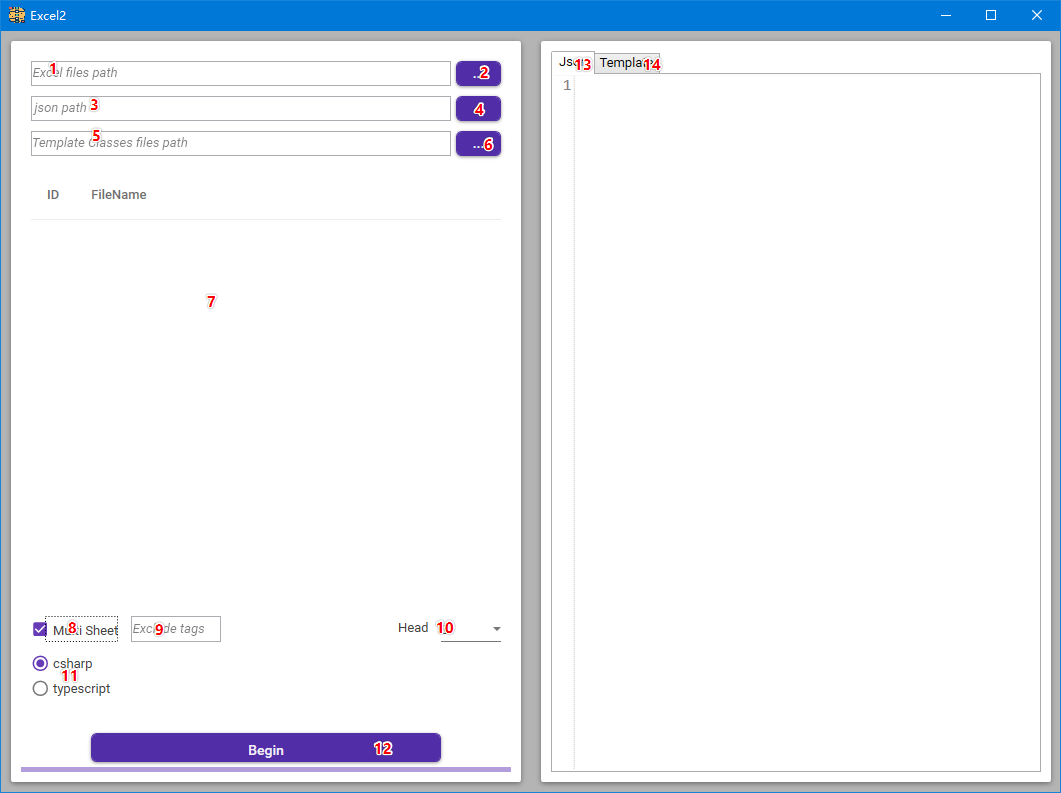 Excel2
Excel files path
1
...
2
json path
3
4
Template Classes files path
5
...
6
ID FileName
7
Multi Sheet
8
Exclude tags
9
Head
10
csharp
11
typescript
Begin
12
Json
13
Template
14
1